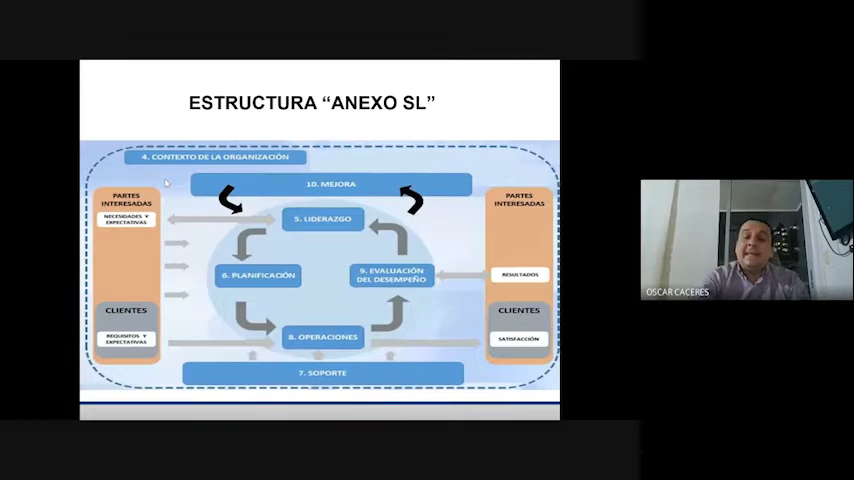 ESTRUCTURA “ANEXO SL”
4. CONTEXTO DE LA ORGANIZACIÓN
10. MEJORA
PARTES
INTERESADAS
NECESIDADES Y
EXPECTATIVAS
CLIENTES
REQUISITOS Y
EXPECTATIVAS
5. LIDERAZGO
6. PLANIFICACIÓN
9. EVALUACIÓN
DEL DESEMPEÑO
8. OPERACIONES
7. SOPORTE
PARTES
INTERESADAS
RESULTADOS
CLIENTES
SATISFACCIÓN
OSCAR CACERES